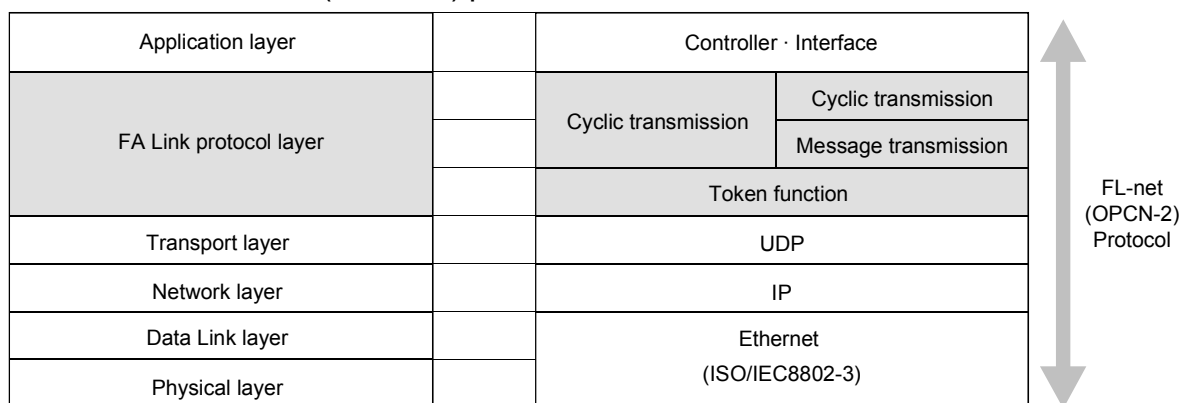 Application layer
Controller · Interface
FA Link protocol layer
Cyclic transmission
Cyclic transmission
Message transmission
Token function
Transport layer
UDP
Network layer
IP
Data Link layer
Physical layer
Ethernet
(ISO/IEC8802-3)
FL-net
(OPCN-2)
Protocol